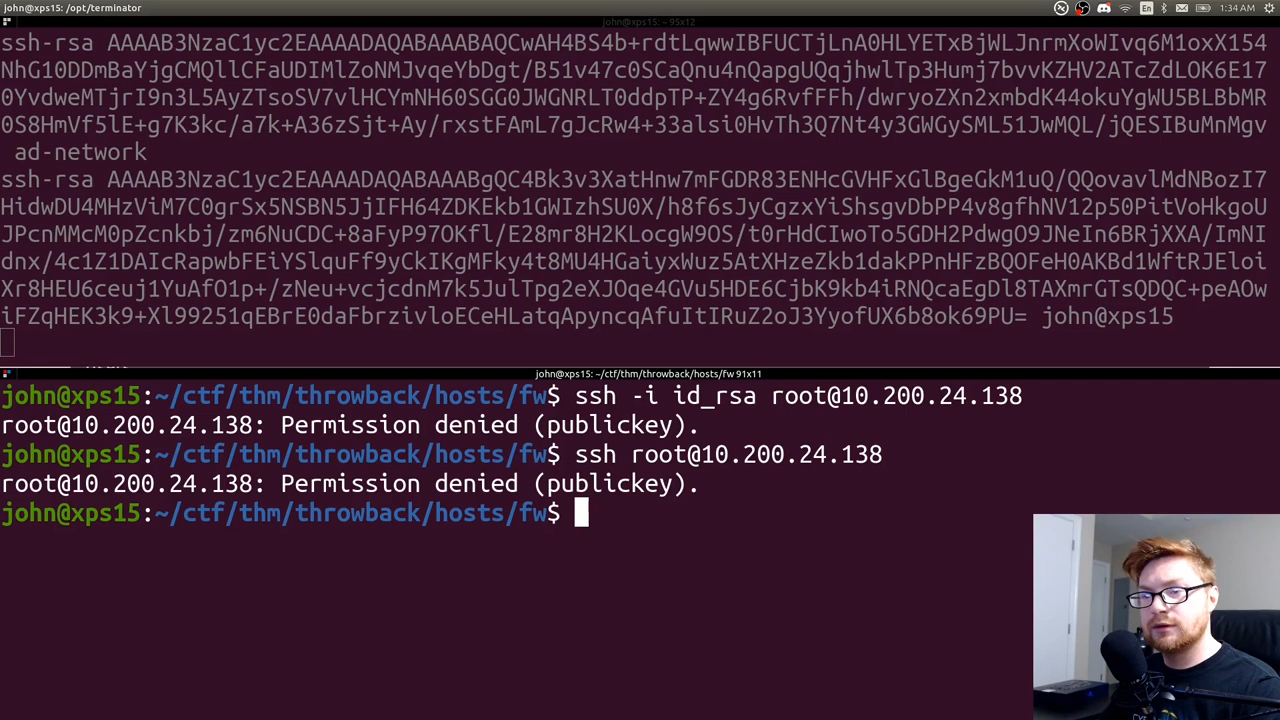 john@xps15: /opt/terminator
En
1:34 AM
john@xps15:~ 95x12
ssh-rsa AAAAB3NzaC1yc2EAAAADAQABAAABAQCwAH4BS4b+rdtLqwwIBFUCTjLnA0HLYETxBjWLJnrmXoWIvq6M1oxX154
NhG10DDmBaYjgCMQllCFaUDIMlZoNMJvqeYbDgt/B51v47c0SCaQnu4nQapgUQqjhwlTp3Humj7bvvKZHV2ATcZdLOK6E17
0YvdweMTjrI9n3L5AyZTsoSV7vlHCYmNH60SGG0JWGNRLT0ddpTP+ZY4g6RvfFFh/dwryoZXn2xmbdK44okuYgWU5BLBbMR
0S8HmVf5lE+g7K3kc/a7k+A36zSjt+Ay/rxstFAmL7gJcRw4+33alsi0HvTh3Q7Nt4y3GWGySML51JwMQL/jQESIBuMnMgv
ad-network
ssh-rsa AAAAB3NzaC1yc2EAAAADAQABAAABgQC4Bk3v3XatHnw7mFGDR83ENHcGVHFxGlBgeGkM1uQ/QQovavlMdNBozI7
HidwDU4MHzViM7C0grSx5NSBN5JjIFH64ZDKEkb1GWIzhSU0X/h8f6sJyCgzxYiShsgvDbPP4v8gfhNV12p50PitVoHkgoU
JPcnMMcM0pZcnkbj/zm6NuCDC+8aFyP97OKfl/E28mr8H2KLocgW9OS/t0rHdCIwoTo5GDH2PdwgO9JNeIn6BRjXXA/ImNI
dnx/4c1Z1DAIcRapwbFEiYSlquFf9yCkIKgMFky4t8MU4HGaiyxWuz5AtXHzeZkb1dakPPnHFzBQOFeH0AKBd1WftRJEloi
Xr8HEU6ceuj1YuAfO1p+/zNeu+vcjcdnM7k5JulTpg2eXJOqe4GVu5HDE6CjbK9kb4iRNQcaEgDl8TAXmrGTsQDQC+peAOw
iFZqHEK3k9+Xl99251qEBrE0daFbrzivloECeHLatqApyncqAfuItIRuZ2oJ3YyofUX6b8ok69PU= john@xps15
john@xps15: ~/ctf/thm/throwback/hosts/fw 91x11
john@xps15:~/ctf/thm/throwback/hosts/fw$ ssh -i id_rsa root@10.200.24.138
root@10.200.24.138: Permission denied (publickey).
john@xps15:~/ctf/thm/throwback/hosts/fw$ ssh root@10.200.24.138
root@10.200.24.138: Permission denied (publickey).
john@xps15:~/ctf/thm/throwback/hosts/fw$